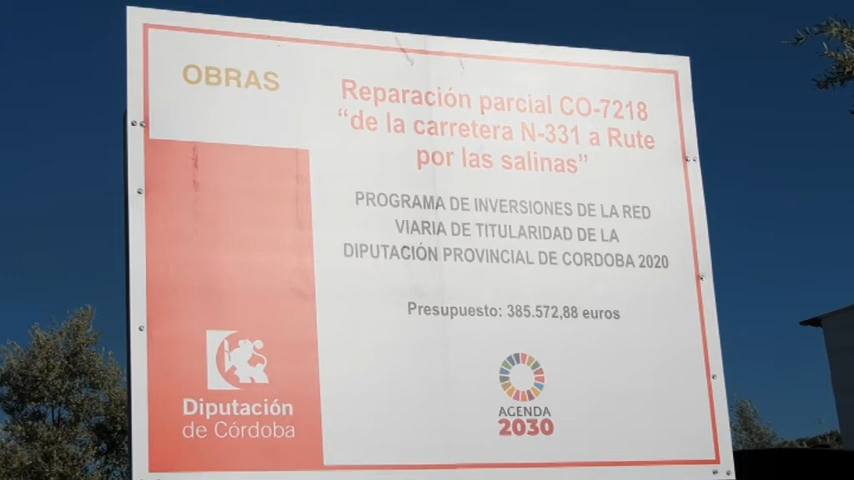 OBRAS
Reparación parcial CO-7218
“de la carretera N-331 a Rute
por las salinas”
PROGRAMA DE INVERSIONES DE LA RED
VIARIA DE TITULARIDAD DE LA
DIPUTACIÓN PROVINCIAL DE CORDOBA 2020
Presupuesto: 385.572,88 euros
Diputación
de Córdoba
AGENDA
2030